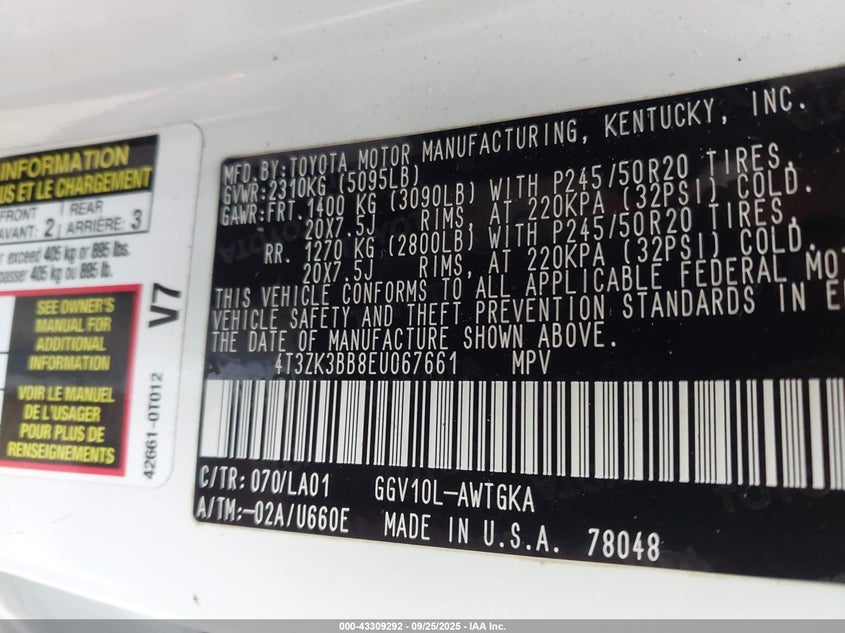 INFORMATION
US ET LE CHARGEMENT
FRONT
AVANT: 2
REAR
ARRIÈRE: 3
exceed 405 kg or 895 lbs.
passer 405 kg ou 895 lb.
SEE OWNER'S
MANUAL FOR
ADDITIONAL
INFORMATION
VOIR LE MANUEL
DE L'USAGER
POUR PLUS DE
RENSEIGNEMENTS
V7
42661-0T012
MFD. BY: TOYOTA MOTOR MANUFACTURING, KENTUCKY, INC.
GVWR: 2310KG (5095LB)
GAWR: FRT. 1400 KG (3090LB) WITH P245/50R20 TIRES,
20X7.5J RIMS, AT 220KPA (32PSI) COLD.
RR. 1270 KG (2800LB) WITH P245/50R20 TIRES,
20X7.5J RIMS, AT 220KPA (32PSI) COLD.
THIS VEHICLE CONFORMS TO ALL APPLICABLE FEDERAL MOT
VEHICLE SAFETY AND THEFT PREVENTION STANDARDS IN E
THE DATE OF MANUFACTURE SHOWN ABOVE.
4T3ZK3BB8EU067661 MPV
C/TR: 070/LA01 GGV10L-AWTGKA
A/TM:-02A/U660E MADE IN U.S.A. 78048
000-43309292 - 09/25/2025 - IAA Inc.